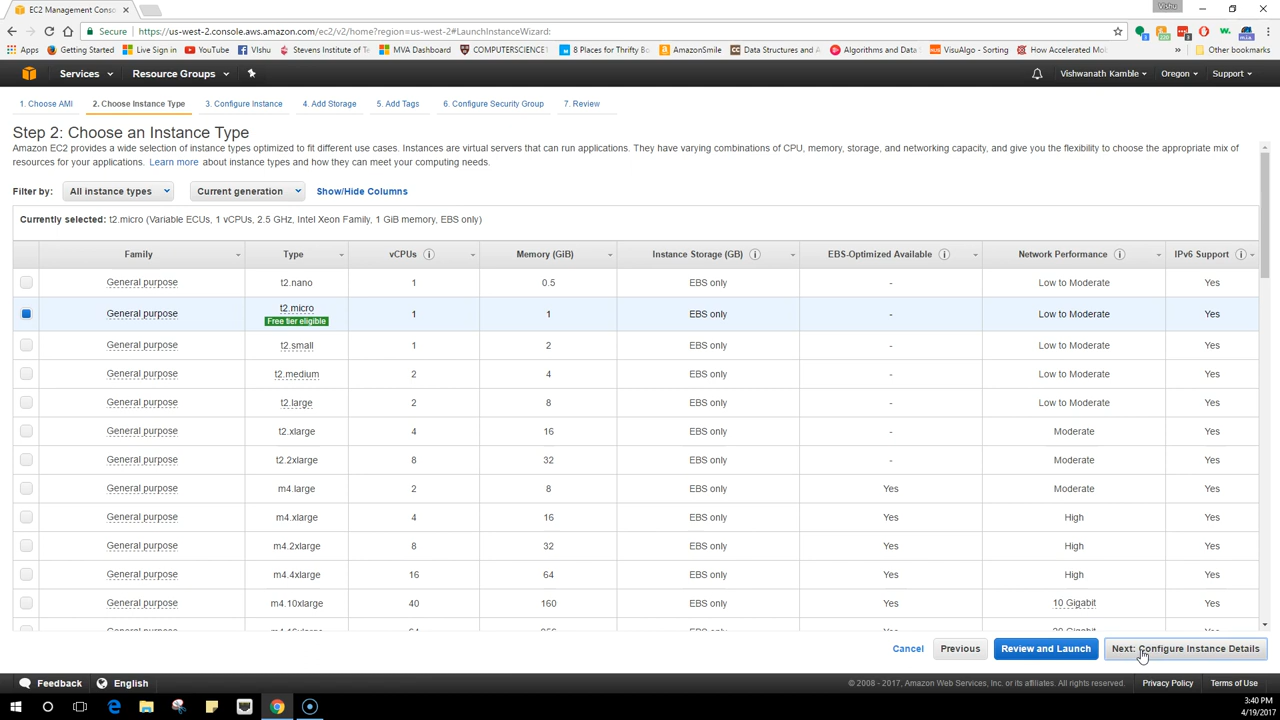 EC2 Management Conso
Vishu
Secure https://us-west-2.console.aws.amazon.com/ec2/v2/home?region=us-west-2#LaunchInstanceWizard:
Apps Getting Started Live Sign in YouTube VIshu Stevens Institute of Te MVA Dashboard COMPUTERSCIENCE 8 Places for Thrifty Bo AmazonSmile Data Structures and A Algorithms and Data VisuAlgo - Sorting How Accelerated Mob » Other bookmarks
Services Resource Groups Vishwanath Kamble Oregon Support
1. Choose AMI 2. Choose Instance Type 3. Configure Instance 4. Add Storage 5. Add Tags 6. Configure Security Group 7. Review
Step 2: Choose an Instance Type
Amazon EC2 provides a wide selection of instance types optimized to fit different use cases. Instances are virtual servers that can run applications. They have varying combinations of CPU, memory, storage, and networking capacity, and give you the flexibility to choose the appropriate mix of
resources for your applications. Learn more about instance types and how they can meet your computing needs.
Filter by: All instance types Current generation Show/Hide Columns
Currently selected: t2.micro (Variable ECUs, 1 vCPUs, 2.5 GHz, Intel Xeon Family, 1 GiB memory, EBS only)
Family Type vCPUs Memory (GiB) Instance Storage (GB) EBS-Optimized Available Network Performance IPv6 Support
General purpose t2.nano 1 0.5 EBS only - Low to Moderate Yes
General purpose t2.micro 1 1 EBS only - Low to Moderate Yes
Free tier eligible
General purpose t2.small 1 2 EBS only - Low to Moderate Yes
General purpose t2.medium 2 4 EBS only - Low to Moderate Yes
General purpose t2.large 2 8 EBS only - Low to Moderate Yes
General purpose t2.xlarge 4 16 EBS only - Moderate Yes
General purpose t2.2xlarge 8 32 EBS only - Moderate Yes
General purpose m4.large 2 8 EBS only Yes Moderate Yes
General purpose m4.xlarge 4 16 EBS only Yes High Yes
General purpose m4.2xlarge 8 32 EBS only Yes High Yes
General purpose m4.4xlarge 16 64 EBS only Yes High Yes
General purpose m4.10xlarge 40 160 EBS only Yes 10 Gigabit Yes
Cancel Previous Review and Launch Next: Configure Instance Details
Feedback English © 2008 - 2017, Amazon Web Services, Inc. or its affiliates. All rights reserved. Privacy Policy Terms of Use
3:40 PM
4/19/2017